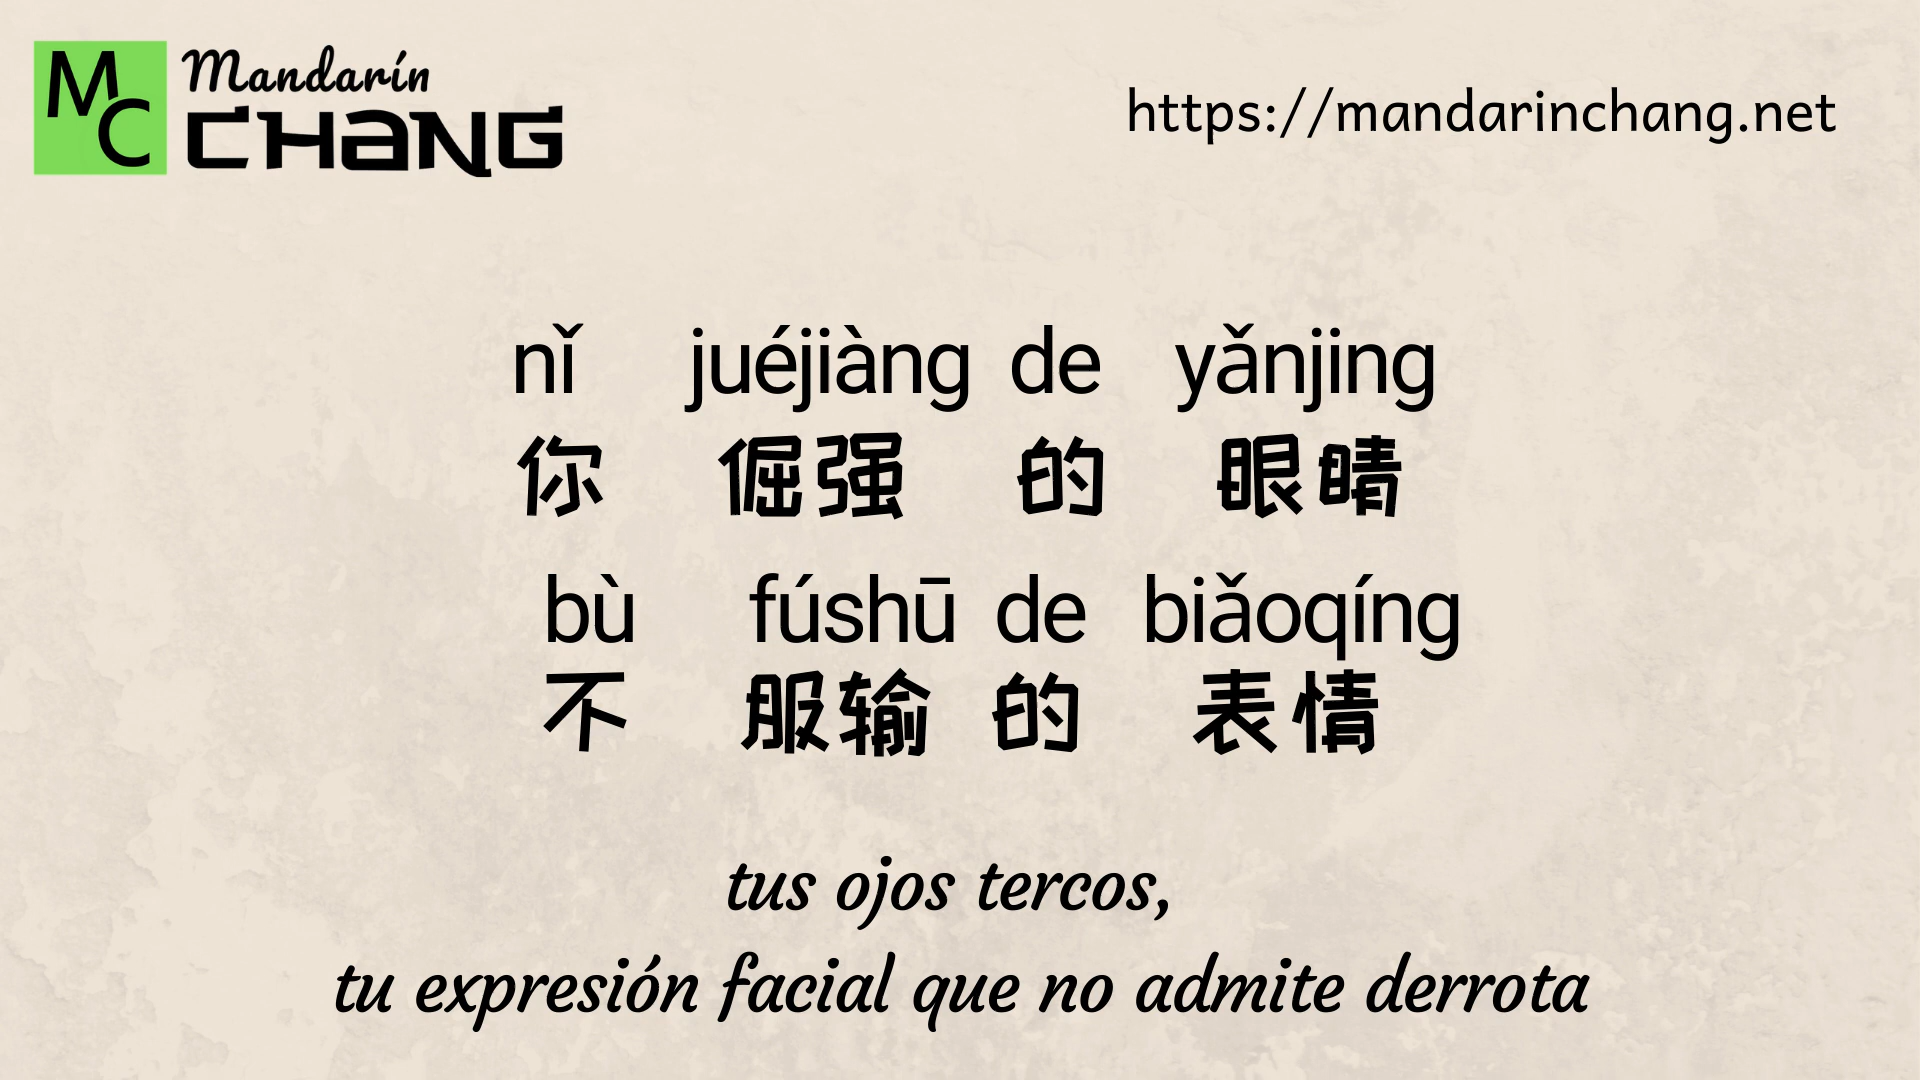 MC Mandarín
CHANG
https://mandarinchang.net
nǐ juéjiàng de yǎnjing
你 倔强 的 眼睛
bù fúshū de biǎoqíng
不 服输 的 表情
tus ojos tercos,
tu expresión facial que no admite derrota